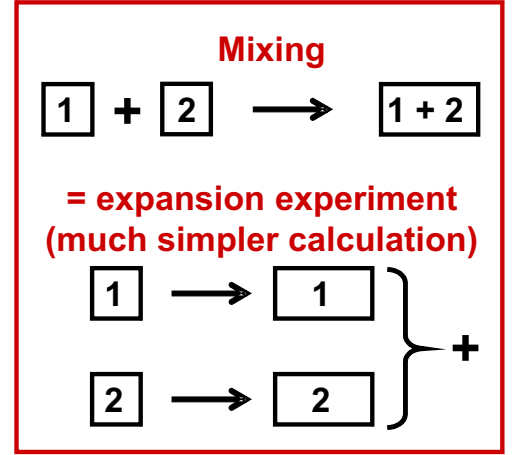 Mixing
1 + 2 → 1 + 2
= expansion experiment
(much simpler calculation)
1 → 1
+
2 → 2